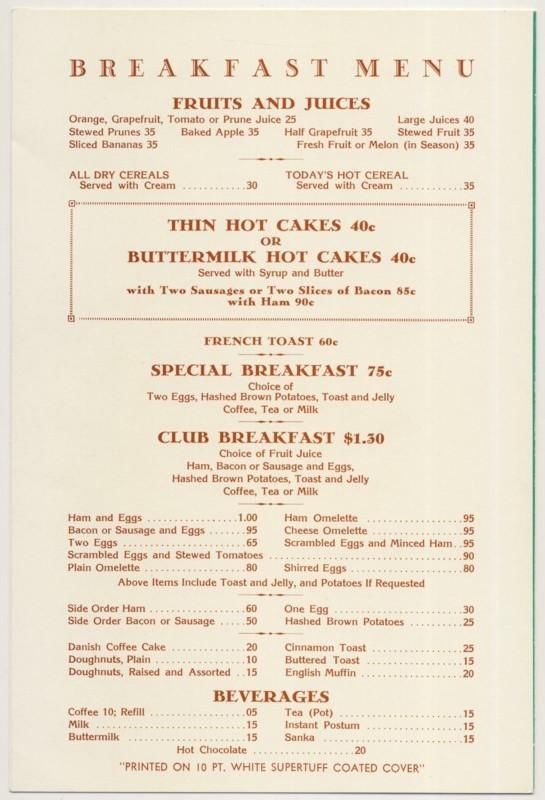 BREAKFAST MENU
FRUITS AND JUICES
Orange, Grapefruit, Tomato or Prune Juice 25 Large Juices 40
Stewed Prunes 35 Baked Apple 35 Half Grapefruit 35 Stewed Fruit 35
Sliced Bananas 35 Fresh Fruit or Melon (in Season) 35
ALL DRY CEREALS TODAY'S HOT CEREAL
Served with Cream ............30 Served with Cream ............35
THIN HOT CAKES 40c
OR
BUTTERMILK HOT CAKES 40c
Served with Syrup and Butter
with Two Sausages or Two Slices of Bacon 85c
with Ham 90c
FRENCH TOAST 60c
SPECIAL BREAKFAST 75c
Choice of
Two Eggs, Hashed Brown Potatoes, Toast and Jelly
Coffee, Tea or Milk
CLUB BREAKFAST $1.30
Choice of Fruit Juice
Ham, Bacon or Sausage and Eggs,
Hashed Brown Potatoes, Toast and Jelly
Coffee, Tea or Milk
Ham and Eggs .................1.00 Ham Omelette ..................95
Bacon or Sausage and Eggs .......95 Cheese Omelette .................95
Two Eggs .....................65 Scrambled Eggs and Minced Ham..95
Scrambled Eggs and Stewed Tomatoes ....................................90
Plain Omelette ...................80 Shirred Eggs ......................80
Above Items Include Toast and Jelly, and Potatoes If Requested
Side Order Ham ..................60 One Egg .........................30
Side Order Bacon or Sausage .....50 Hashed Brown Potatoes ..........25
Danish Coffee Cake ...............20 Cinnamon Toast ..................25
Doughnuts, Plain .................10 Buttered Toast ...................15
Doughnuts, Raised and Assorted ..15 English Muffin ....................20
BEVERAGES
Coffee 10; Refill .................05 Tea (Pot) ........................15
Milk ............................15 Instant Postum ...................15
Buttermilk ......................15 Sanka ...........................15
Hot Chocolate ..................20
"PRINTED ON 10 PT. WHITE SUPERTUFF COATED COVER"